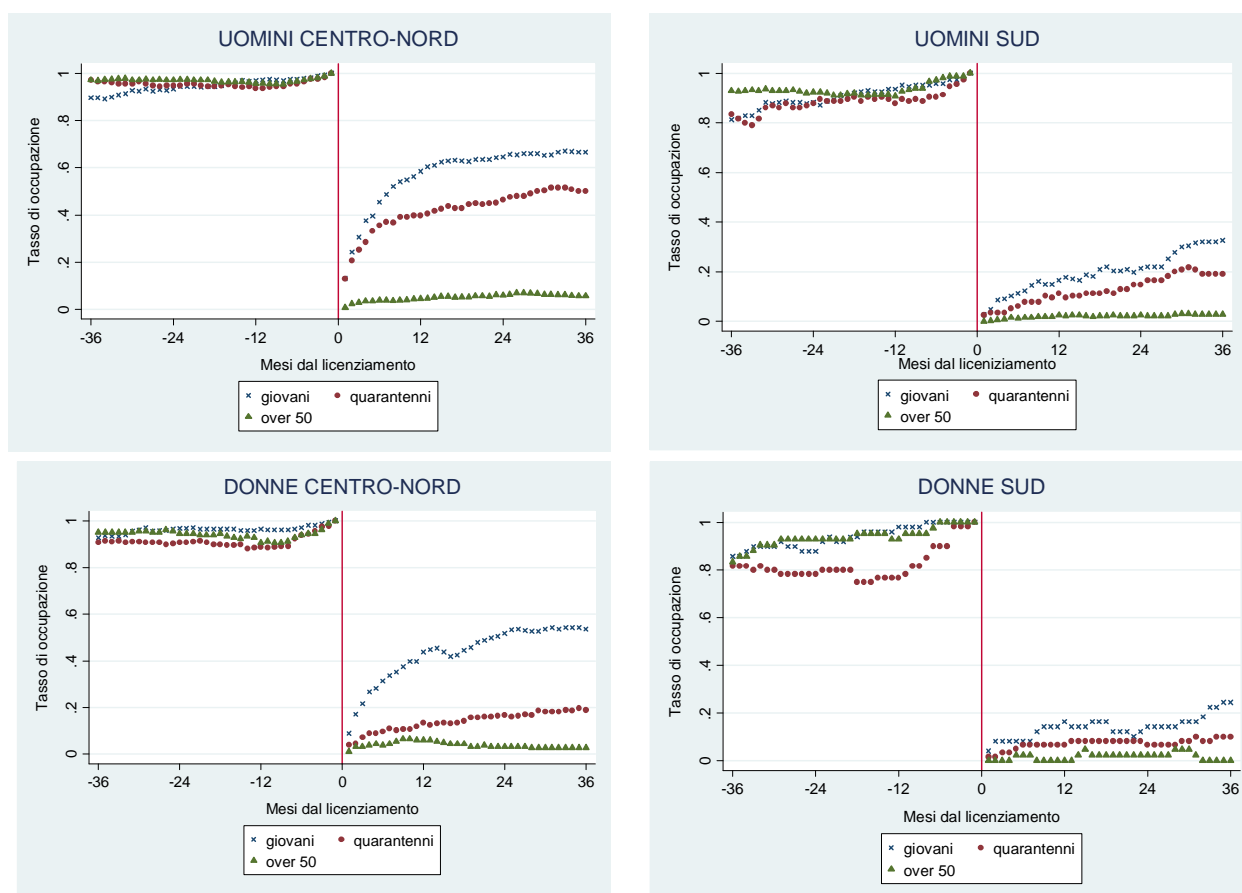 UOMINI CENTRO-NORD
Tasso di occupazione
1
.8
.6
.4
.2
0
-36 -24 -12 0 12 24 36
Mesi dal licenziamento
giovani quarantenni
over 50
UOMINI SUD
Tasso di occupazione
1
.8
.6
.4
.2
0
-36 -24 -12 0 12 24 36
Mesi dal licenziamento
giovani quarantenni
over 50
DONNE CENTRO-NORD
Tasso di occupazione
1
.8
.6
.4
.2
0
-36 -24 -12 0 12 24 36
Mesi dal licenziamento
giovani quarantenni
over 50
DONNE SUD
Tasso di occupazione
1
.8
.6
.4
.2
0
-36 -24 -12 0 12 24 36
Mesi dal licenziamento
giovani quarantenni
over 50